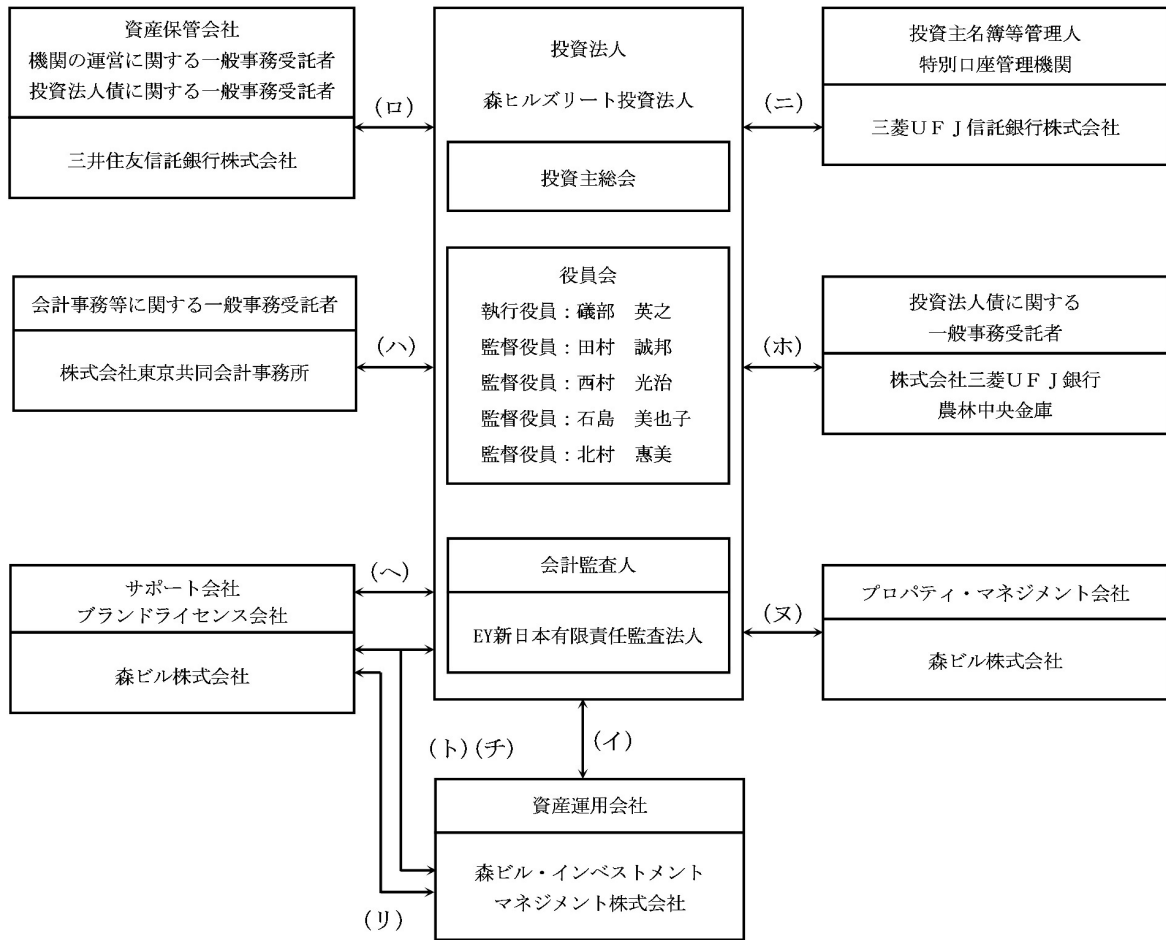 資産保管会社
機関の運営に関する一般事務受託者
投資法人債に関する一般事務受託者
三井住友信託銀行株式会社
(ロ)
投資法人
森ヒルズリート投資法人
投資主総会
(ニ)
投資主名簿等管理人
特別口座管理機関
三菱UFJ信託銀行株式会社
会計事務等に関する一般事務受託者
株式会社東京共同会計事務所
(ハ)
役員会
執行役員:礒部 英之
監督役員:田村 誠邦
監督役員:西村 光治
監督役員:石島 美也子
監督役員:北村 惠美
(ホ)
投資法人債に関する
一般事務受託者
株式会社三菱UFJ銀行
農林中央金庫
サポート会社
ブランドライセンス会社
森ビル株式会社
(ヘ)
会計監査人
EY新日本有限責任監査法人
(ヌ)
プロパティ・マネジメント会社
森ビル株式会社
(ト)(チ)
(イ)
資産運用会社
森ビル・インベストメント
マネジメント株式会社
(リ)